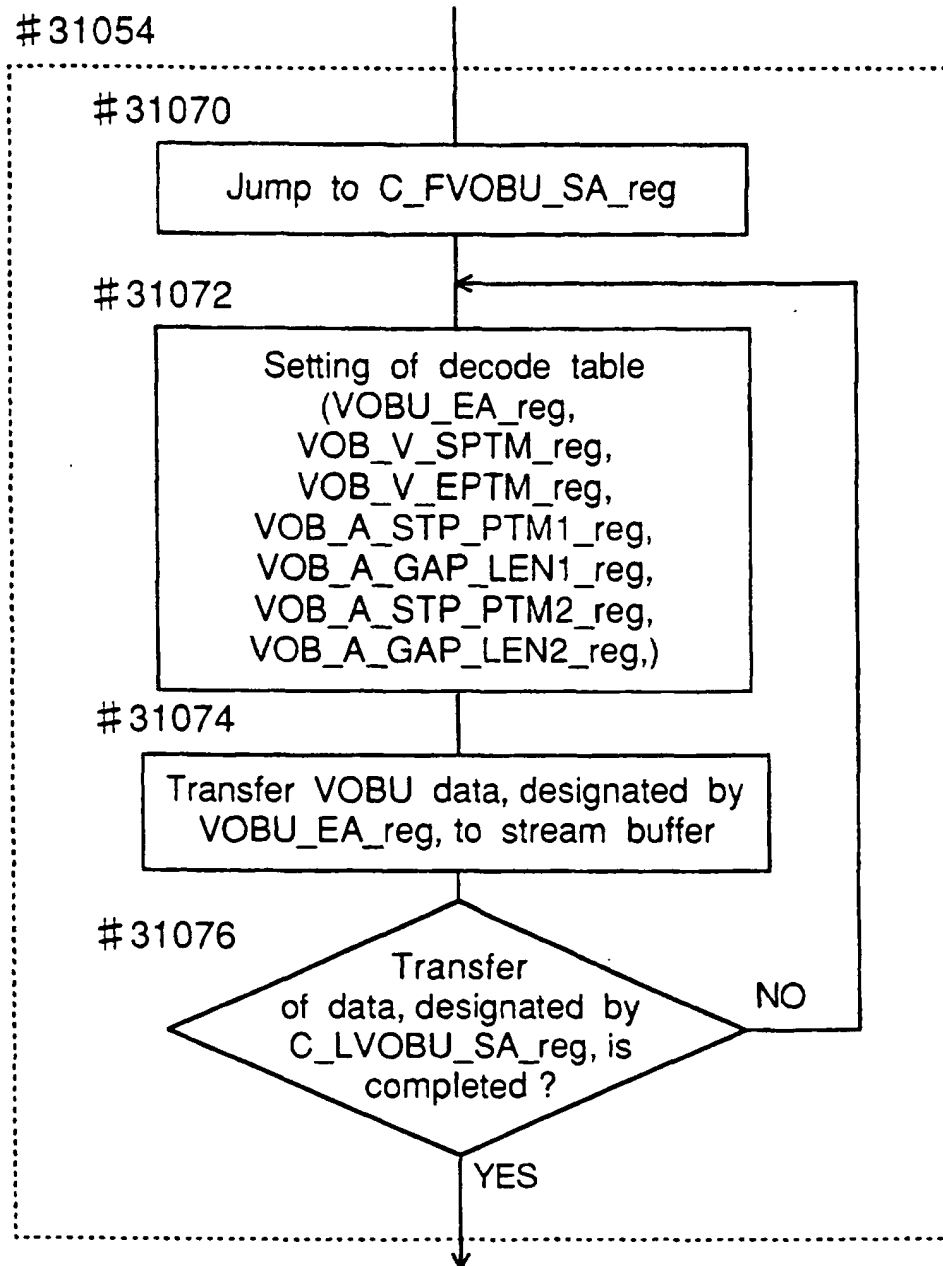 #31054
#31070
Jump to C_FVOBU_SA_reg
#31072
Setting of decode table
(VOBU_EA_reg,
VOB_V_SPTM_reg,
VOB_V_EPTM_reg,
VOB_A_STP_PTM1_reg,
VOB_A_GAP_LEN1_reg,
VOB_A_STP_PTM2_reg,
VOB_A_GAP_LEN2_reg,)
#31074
Transfer VOBU data, designated by
VOBU_EA_reg, to stream buffer
#31076
Transfer
of data, designated by
C_LVOBU_SA_reg, is
completed ?
NO
YES